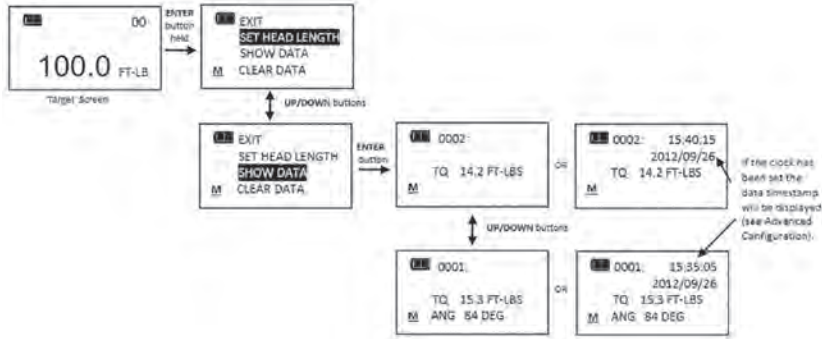 00
100.0 FT-LB
Target Screen
ENTER
button
held
EXIT
SET HEAD LENGTH
SHOW DATA
M CLEAR DATA
UP/DOWN buttons
EXIT
SET HEAD LENGTH
SHOW DATA
M CLEAR DATA
ENTER
button
0002:
TQ 14.2 FT-LBS
M
OR
0002: 15:40:15
2012/09/26
TQ 14.2 FT-LBS
M
If the clock has
been set the
data timestamp
will be displayed
(see Advanced
Configuration).
UP/DOWN buttons
0001:
TQ 15.3 FT-LBS
M ANG 84 DEG
OR
0001: 15:35:05
2012/09/26
TQ 15.3 FT-LBS
M ANG 84 DEG